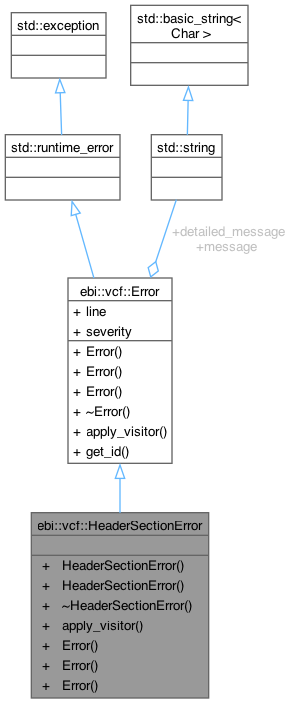 std::exception
std::basic_string<
Char >
std::runtime_error
std::string
+detailed_message
+message
ebi::vcf::Error
+ line
+ severity
+ Error()
+ Error()
+ Error()
+ ~Error()
+ apply_visitor()
+ get_id()
ebi::vcf::HeaderSectionError
+ HeaderSectionError()
+ HeaderSectionError()
+ ~HeaderSectionError()
+ apply_visitor()
+ Error()
+ Error()
+ Error()